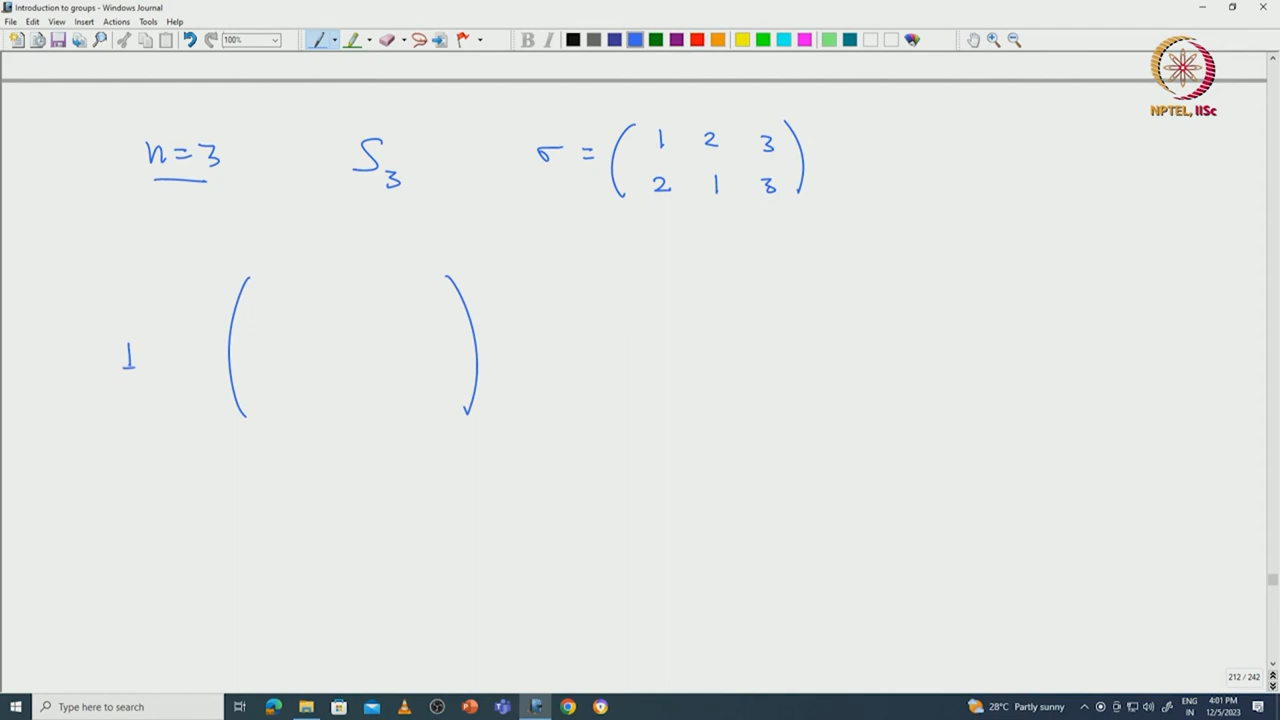 Introduction to groups - Windows Journal
File Edit View Insert Actions Tools Help
100%
NPTEL, IISc
n=3 S₃ σ = ( 1 2 3
2 1 3 )
1 ( )
212 / 242
Type here to search
28°C Partly sunny
ENG
IN
4:01 PM
12/5/2023